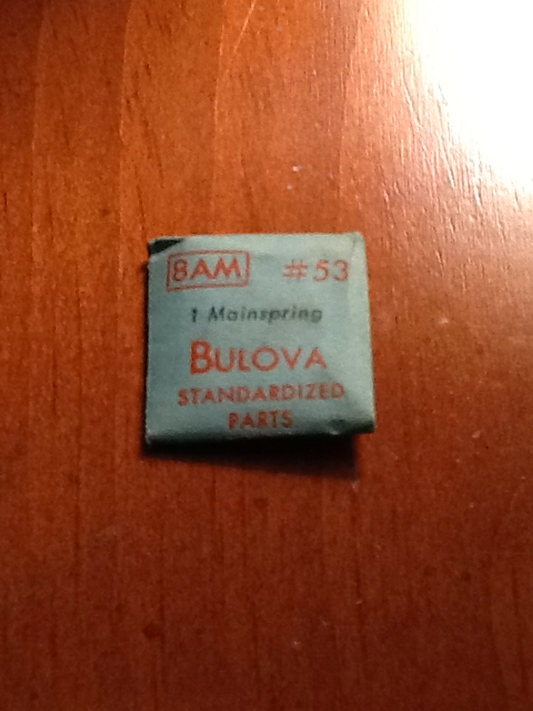 8AM #53
1 Mainspring
BULOVA
STANDARDIZED
PARTS